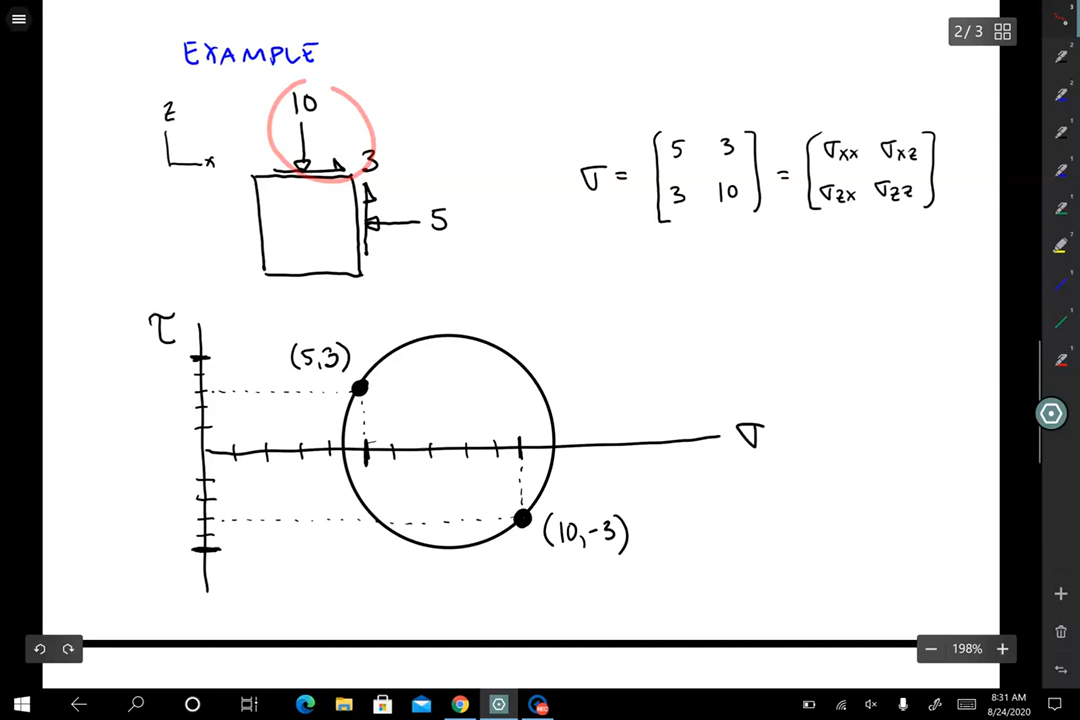 2/3
EXAMPLE
z
x
10
3
5
σ = [5 3
3 10] = [σxx σxz
σzx σzz]
τ
(5,3)
σ
(10,-3)
198%
8:31 AM
8/24/2020